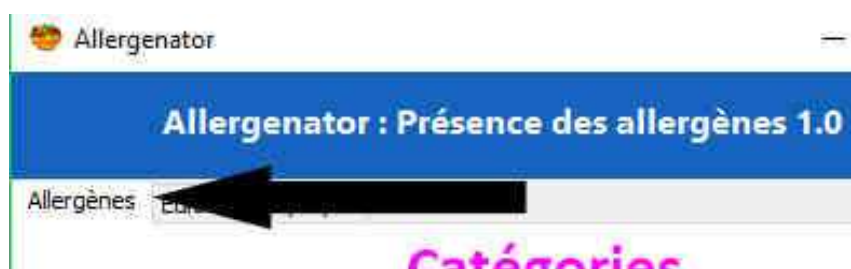 Allergenator
Allergenator : Présence des allergènes 1.0
Allergènes
Catégories